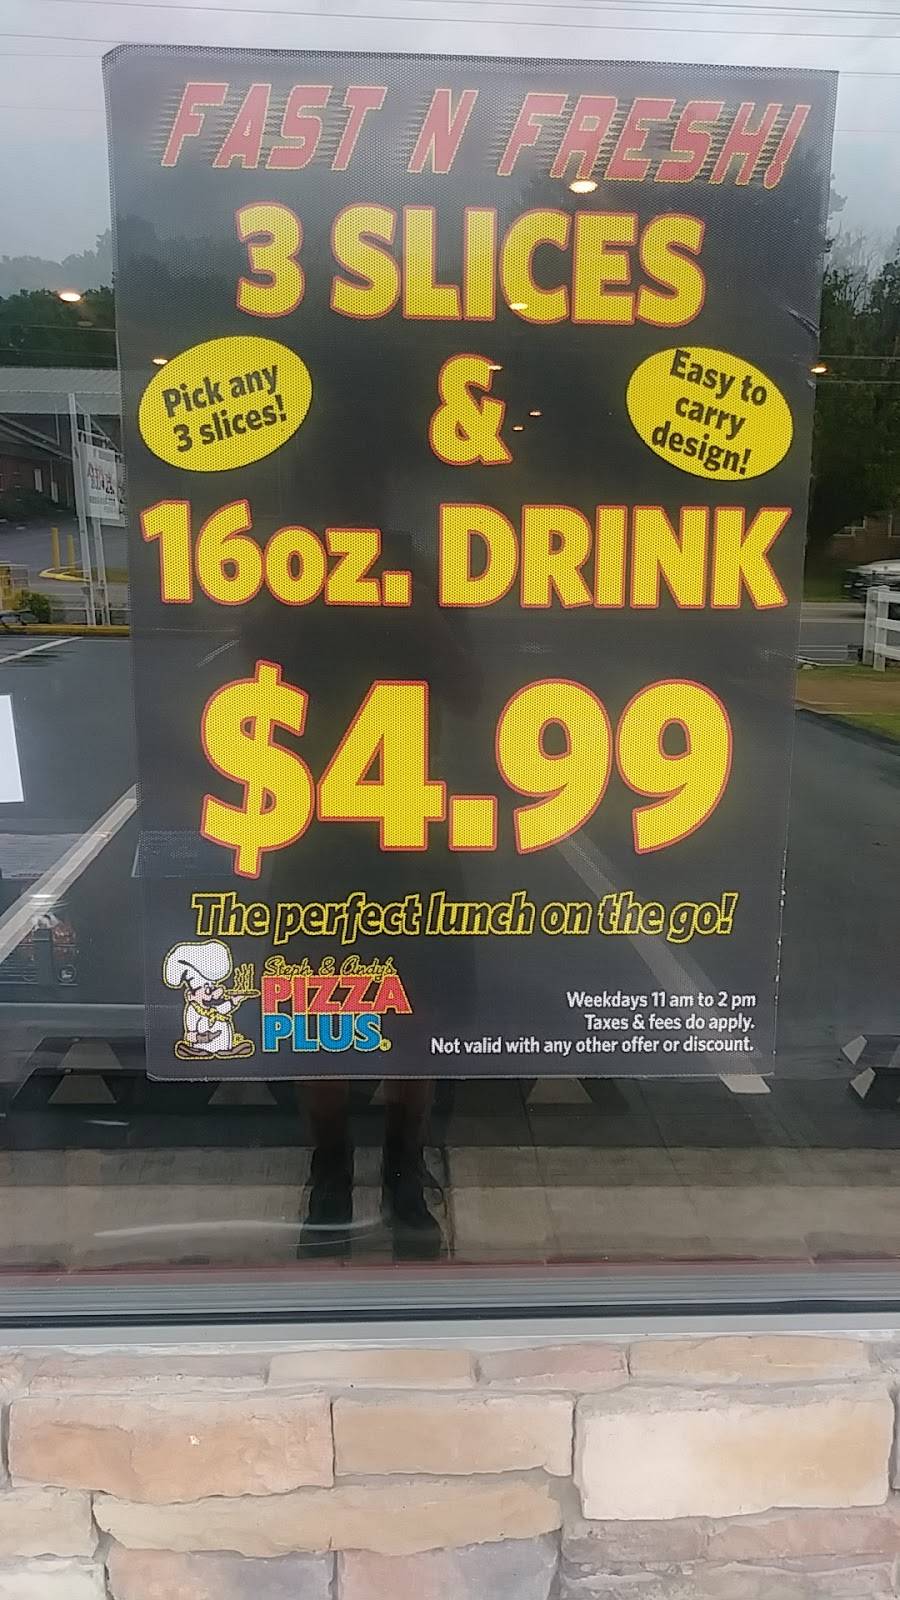 FAST N FRESH!
3 SLICES
Pick any
3 slices!
&
Easy to
carry
design!
16oz. DRINK
$4.99
The perfect lunch on the go!
Steph & Andy's
PIZZA
PLUS®
Weekdays 11 am to 2 pm
Taxes & fees do apply.
Not valid with any other offer or discount.